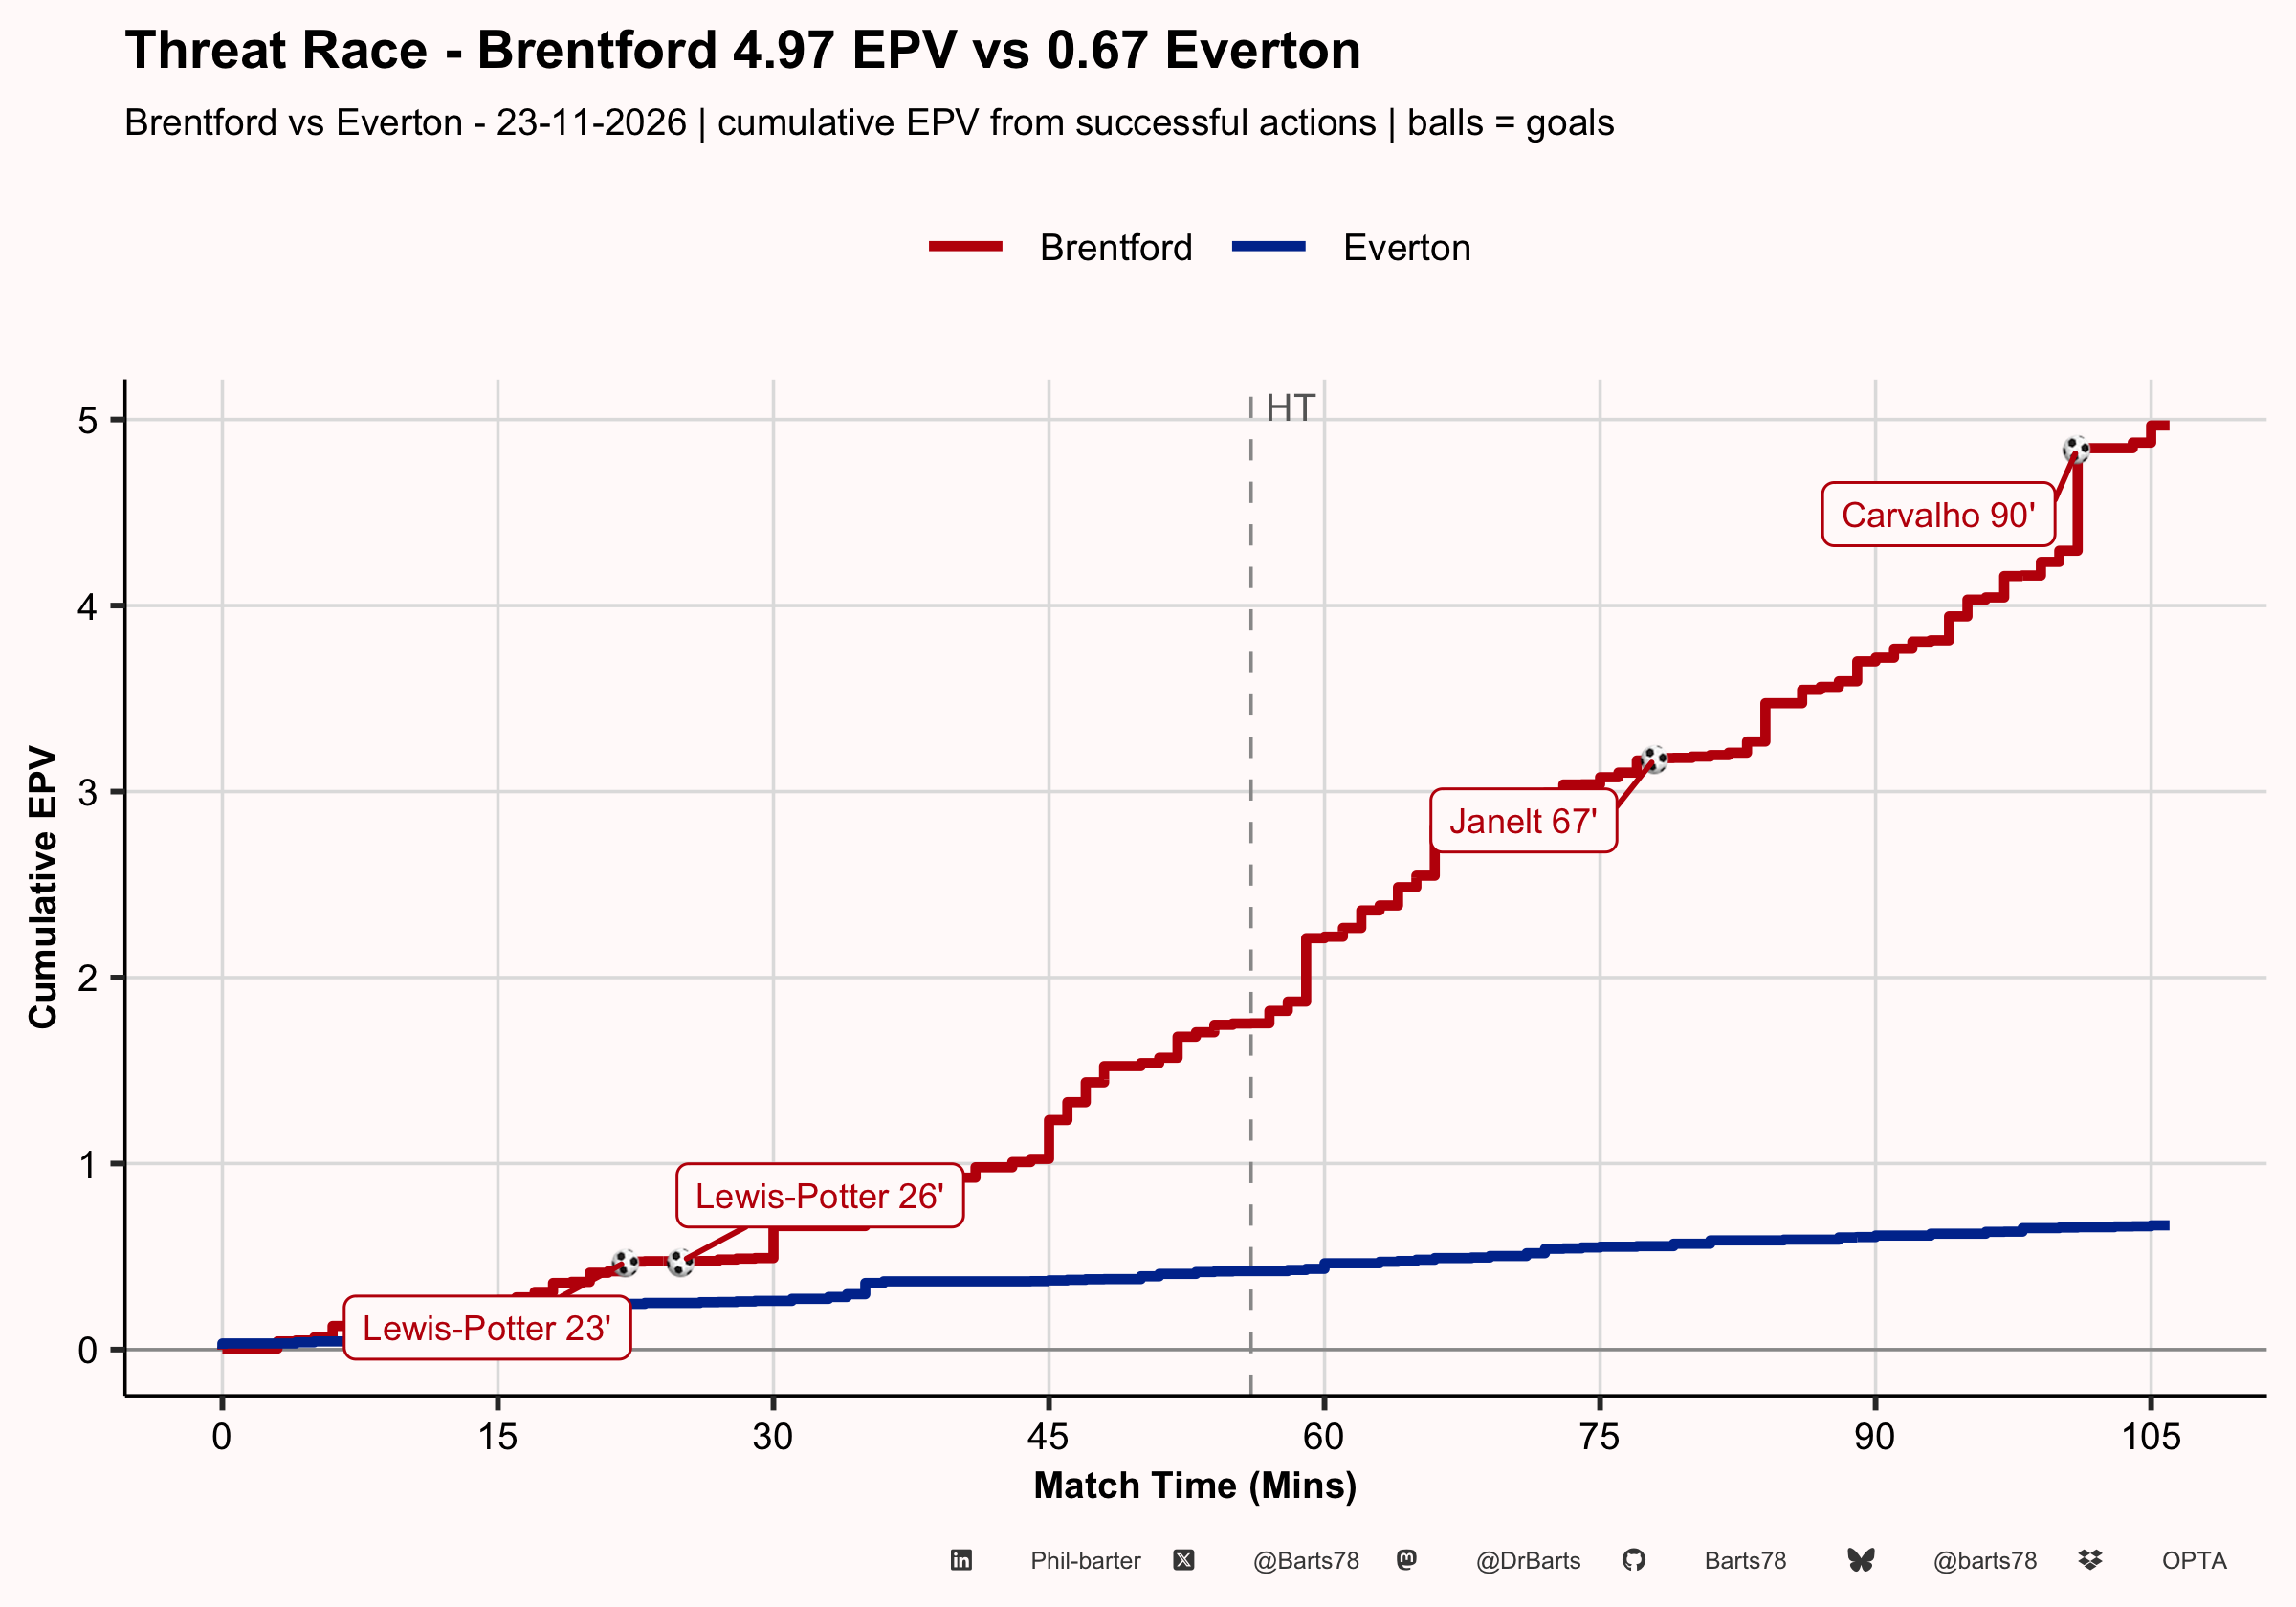 Threat Race - Brentford 4.97 EPV vs 0.67 Everton
Brentford vs Everton - 23-11-2026 | cumulative EPV from successful actions | balls = goals
Brentford
Everton
HT
5
4
3
2
1
0
Cumulative EPV
Carvalho 90'
Janelt 67'
Lewis-Potter 26'
Lewis-Potter 23'
0 15 30 45 60 75 90 105
Match Time (Mins)
Phil-barter @Barts78 @DrBarts Barts78 @barts78 OPTA